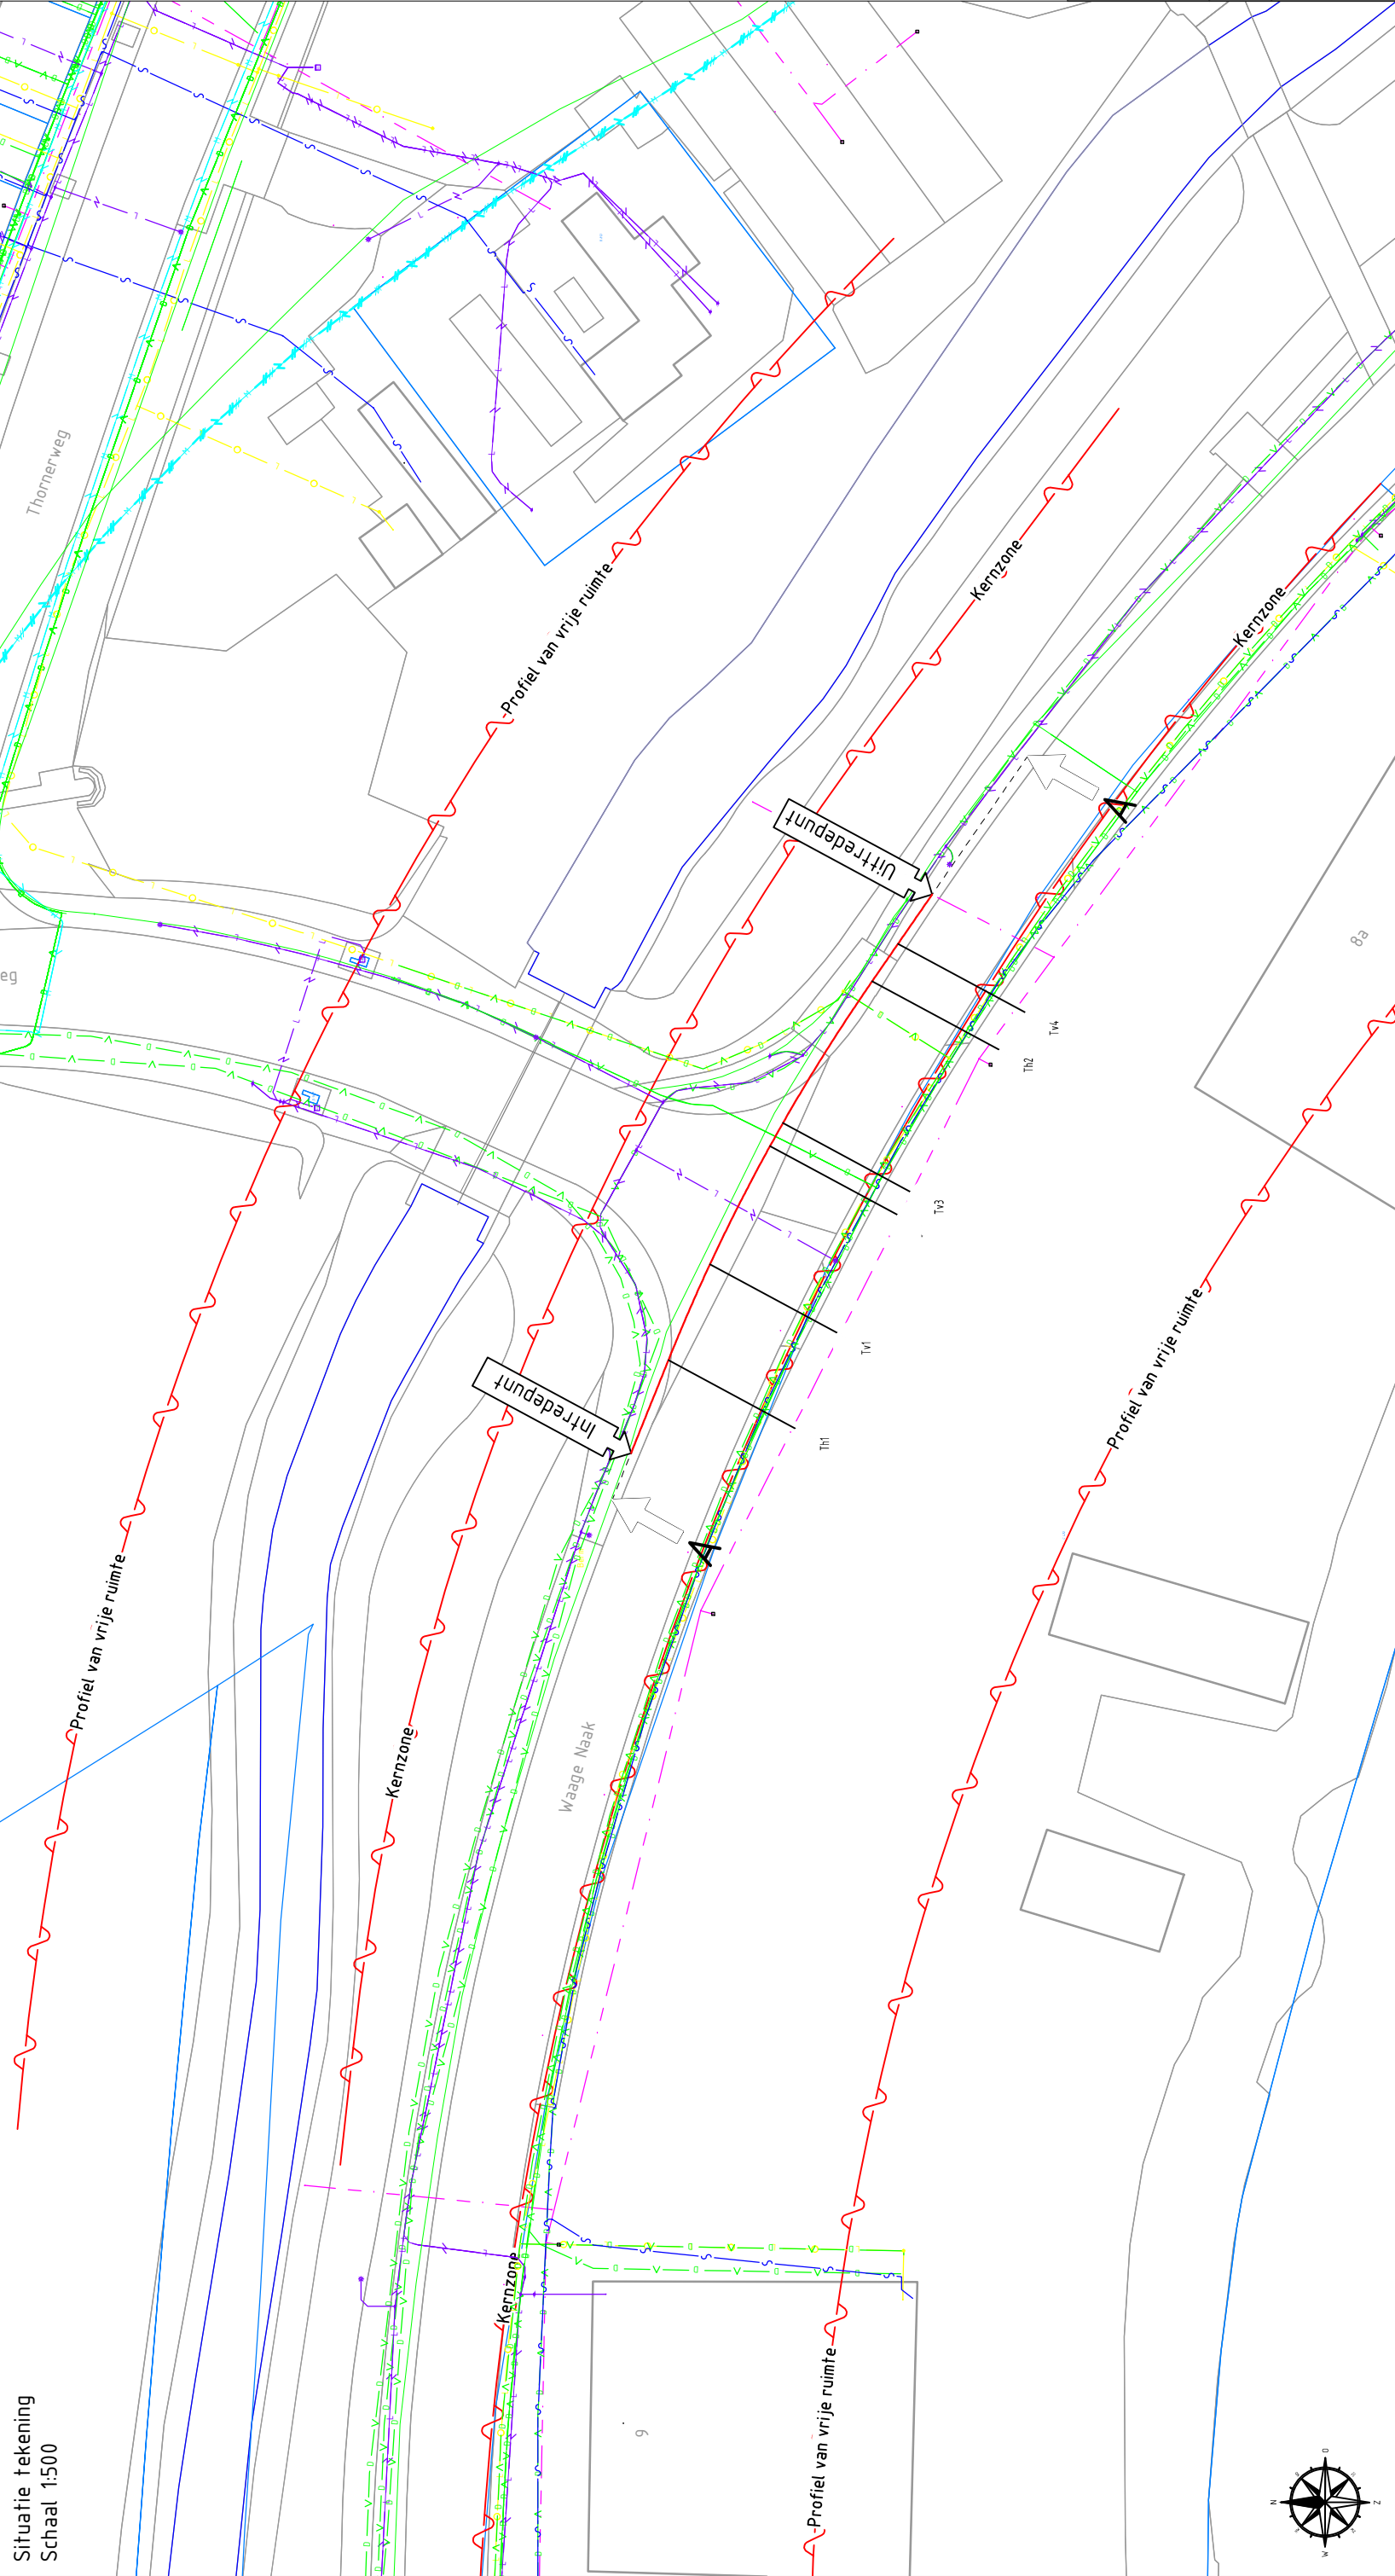 Situatie tekening
Schaal 1:500
Thornerweg
eg
Profiel van vrije ruimte
Kernzone
Kernzone
Uittredepunt
A
8a
Tv4
Th2
Tv3
Tv1
Th1
Intredepunt
A
Profiel van vrije ruimte
Profiel van vrije ruimte
Kernzone
Waage Naak
Kernzone
Profiel van vrije ruimte
9
N
O
Z
W